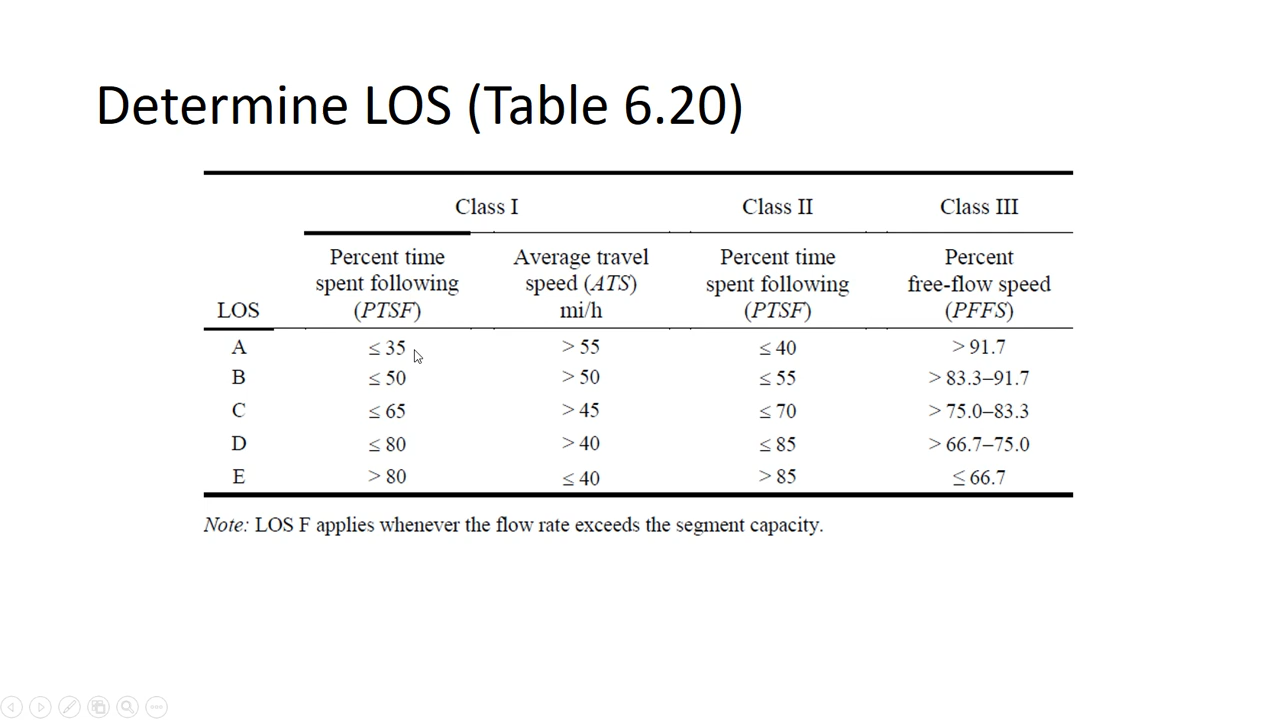 Determine LOS (Table 6.20)
Class I Class II Class III
Percent time Average travel Percent time Percent
spent following speed (ATS) spent following free-flow speed
LOS (PTSF) mi/h (PTSF) (PFFS)
A ≤ 35 > 55 ≤ 40 > 91.7
B ≤ 50 > 50 ≤ 55 > 83.3–91.7
C ≤ 65 > 45 ≤ 70 > 75.0–83.3
D ≤ 80 > 40 ≤ 85 > 66.7–75.0
E > 80 ≤ 40 > 85 ≤ 66.7
Note: LOS F applies whenever the flow rate exceeds the segment capacity.